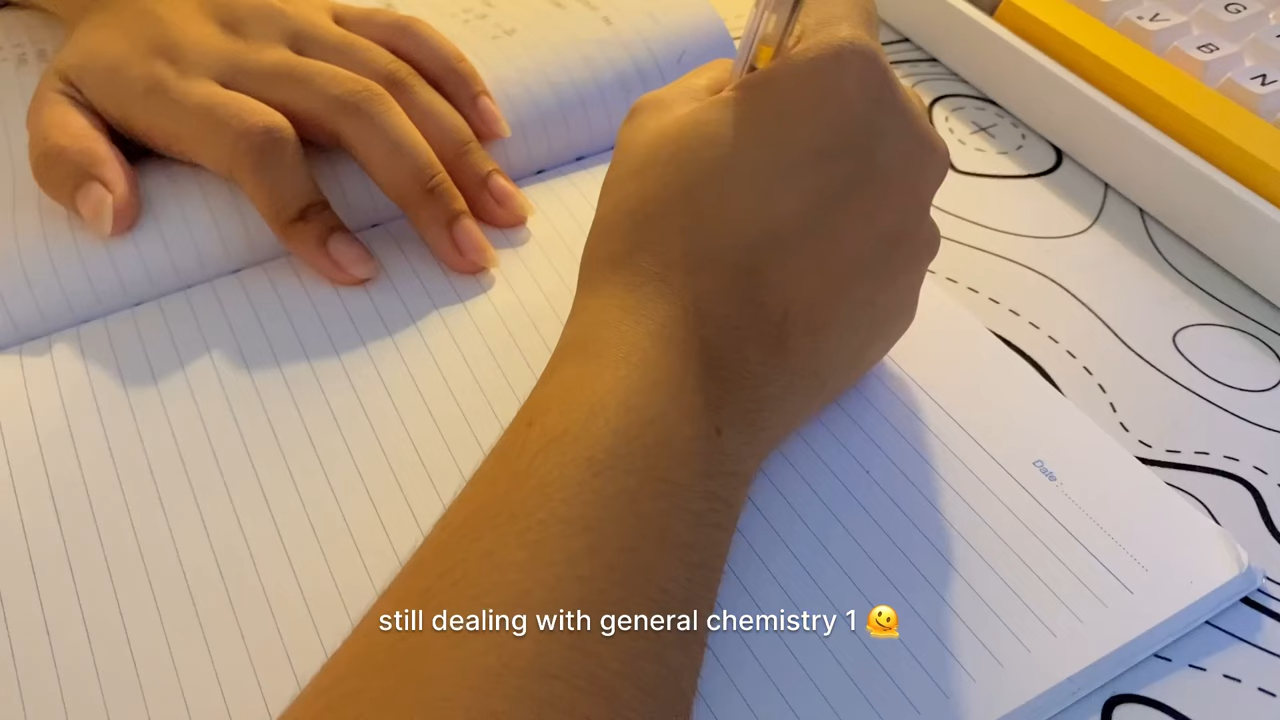 G
V
B
N
Date :
still dealing with general chemistry 1 🫠